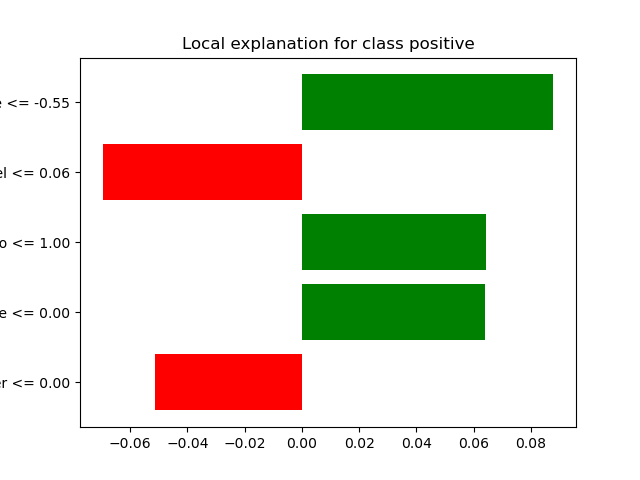 Local explanation for class positive
e <= -0.55
el <= 0.06
o <= 1.00
e <= 0.00
er <= 0.00
−0.06 −0.04 −0.02 0.00 0.02 0.04 0.06 0.08